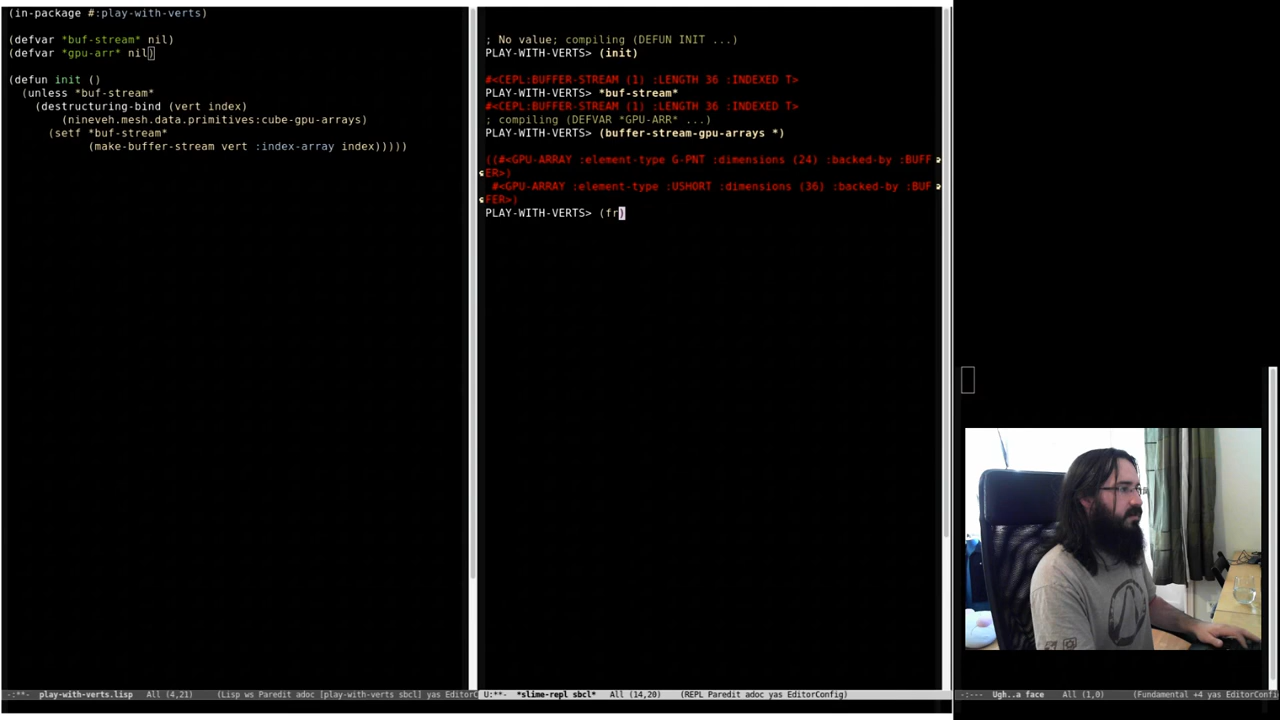 (in-package #:play-with-verts)
(defvar *buf-stream* nil)
(defvar *gpu-arr* nil)
(defun init ()
(unless *buf-stream*
(destructuring-bind (vert index)
(nineveh.mesh.data.primitives:cube-gpu-arrays)
(setf *buf-stream*
(make-buffer-stream vert :index-array index)))))
-:**- play-with-verts.lisp All (4,21) (Lisp ws Paredit adoc [play-with-verts sbcl] yas EditorC
; No value; compiling (DEFUN INIT ...)
PLAY-WITH-VERTS> (init)
#<CEPL:BUFFER-STREAM (1) :LENGTH 36 :INDEXED T>
PLAY-WITH-VERTS> *buf-stream*
#<CEPL:BUFFER-STREAM (1) :LENGTH 36 :INDEXED T>
; compiling (DEFVAR *GPU-ARR* ...)
PLAY-WITH-VERTS> (buffer-stream-gpu-arrays *)
((#<GPU-ARRAY :element-type G-PNT :dimensions (24) :backed-by :BUFF
ER>)
#<GPU-ARRAY :element-type :USHORT :dimensions (36) :backed-by :BUF
FER>)
PLAY-WITH-VERTS> (fr)
U:**- *slime-repl sbcl* All (14,20) (REPL Paredit adoc yas EditorConfig)
-:--- Ugh..a face All (1,0) (Fundamental +4 yas EditorConfi